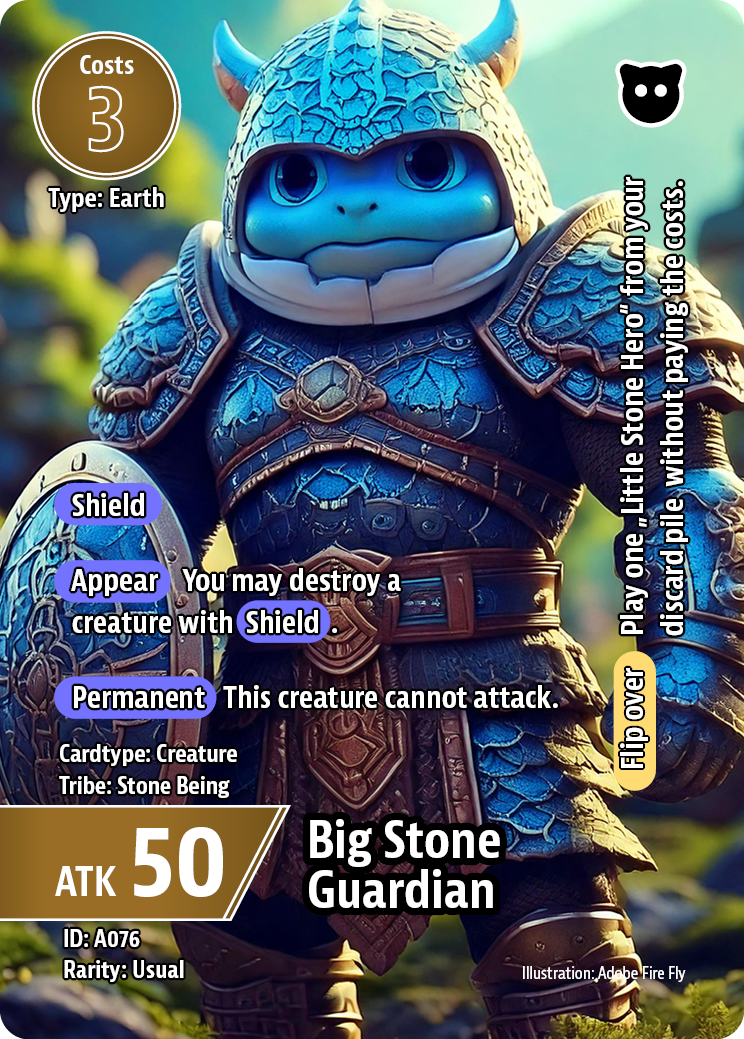 Costs
3
Type: Earth
Play one „Little Stone Hero“ from your
discard pile without paying the costs.
Flip over
Shield
Appear You may destroy a
creature with Shield.
Permanent This creature cannot attack.
Cardtype: Creature
Tribe: Stone Being
ATK 50
Big Stone
Guardian
ID: A076
Rarity: Usual
Illustration: Adobe Fire Fly